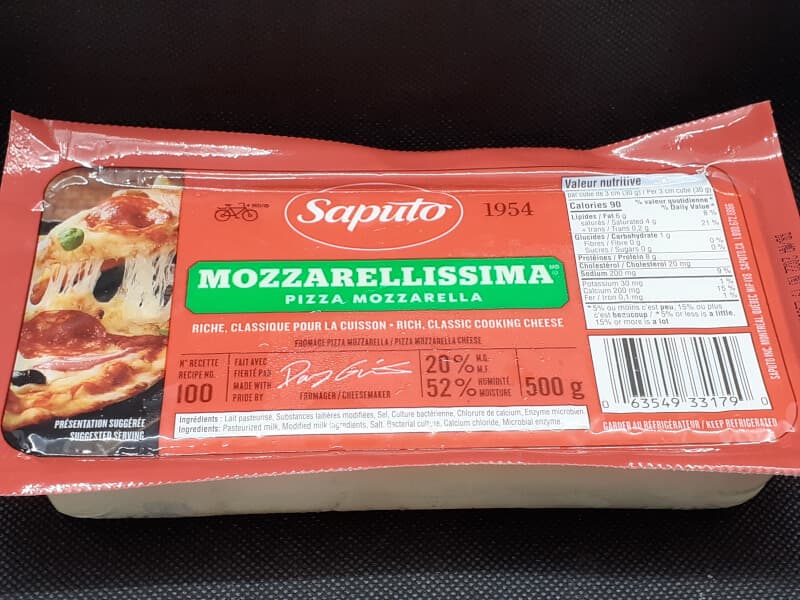 Saputo
1954
MOZZARELLISSIMA
PIZZA MOZZARELLA
RICHE, CLASSIQUE POUR LA CUISSON • RICH, CLASSIC COOKING CHEESE
FROMAGE PIZZA MOZZARELLA / PIZZA MOZZARELLA CHEESE
N° RECETTE
RECIPE NO.
100
FAIT AVEC
FIERTÉ PAR
MADE WITH
PRIDE BY
FROMAGER / CHEESEMAKER
20% M.G.
M.F.
52% HUMIDITÉ
MOISTURE
500 g
PRÉSENTATION SUGGÉRÉE
SUGGESTED SERVING
Ingrédients : Lait pasteurisé, Substances laitières modifiées, Sel, Culture bactérienne, Chlorure de calcium, Enzyme microbien.
Ingredients: Pasteurized milk, Modified milk ingredients, Salt, Bacterial culture, Calcium chloride, Microbial enzyme.
Valeur nutritive
par cube de 3 cm (30 g) / Per 3 cm cube (30 g)
Calories 90
% valeur quotidienne*
% Daily Value*
Lipides / Fat 6 g 8 %
saturés / Saturated 4 g
+ trans / Trans 0,2 g 21 %
Glucides / Carbohydrate 1 g
Fibres / Fibre 0 g 0 %
Sucres / Sugars 0 g 0 %
Protéines / Protein 8 g
Cholestérol / Cholesterol 20 mg
Sodium 200 mg 9 %
Potassium 30 mg 1 %
Calcium 200 mg 15 %
Fer / Iron 0,1 mg 1 %
*5% ou moins c'est peu, 15% ou plus
c'est beaucoup / *5% or less is a little,
15% or more is a lot
0 63549 33179 0
GARDER AU RÉFRIGÉRATEUR / KEEP REFRIGERATED